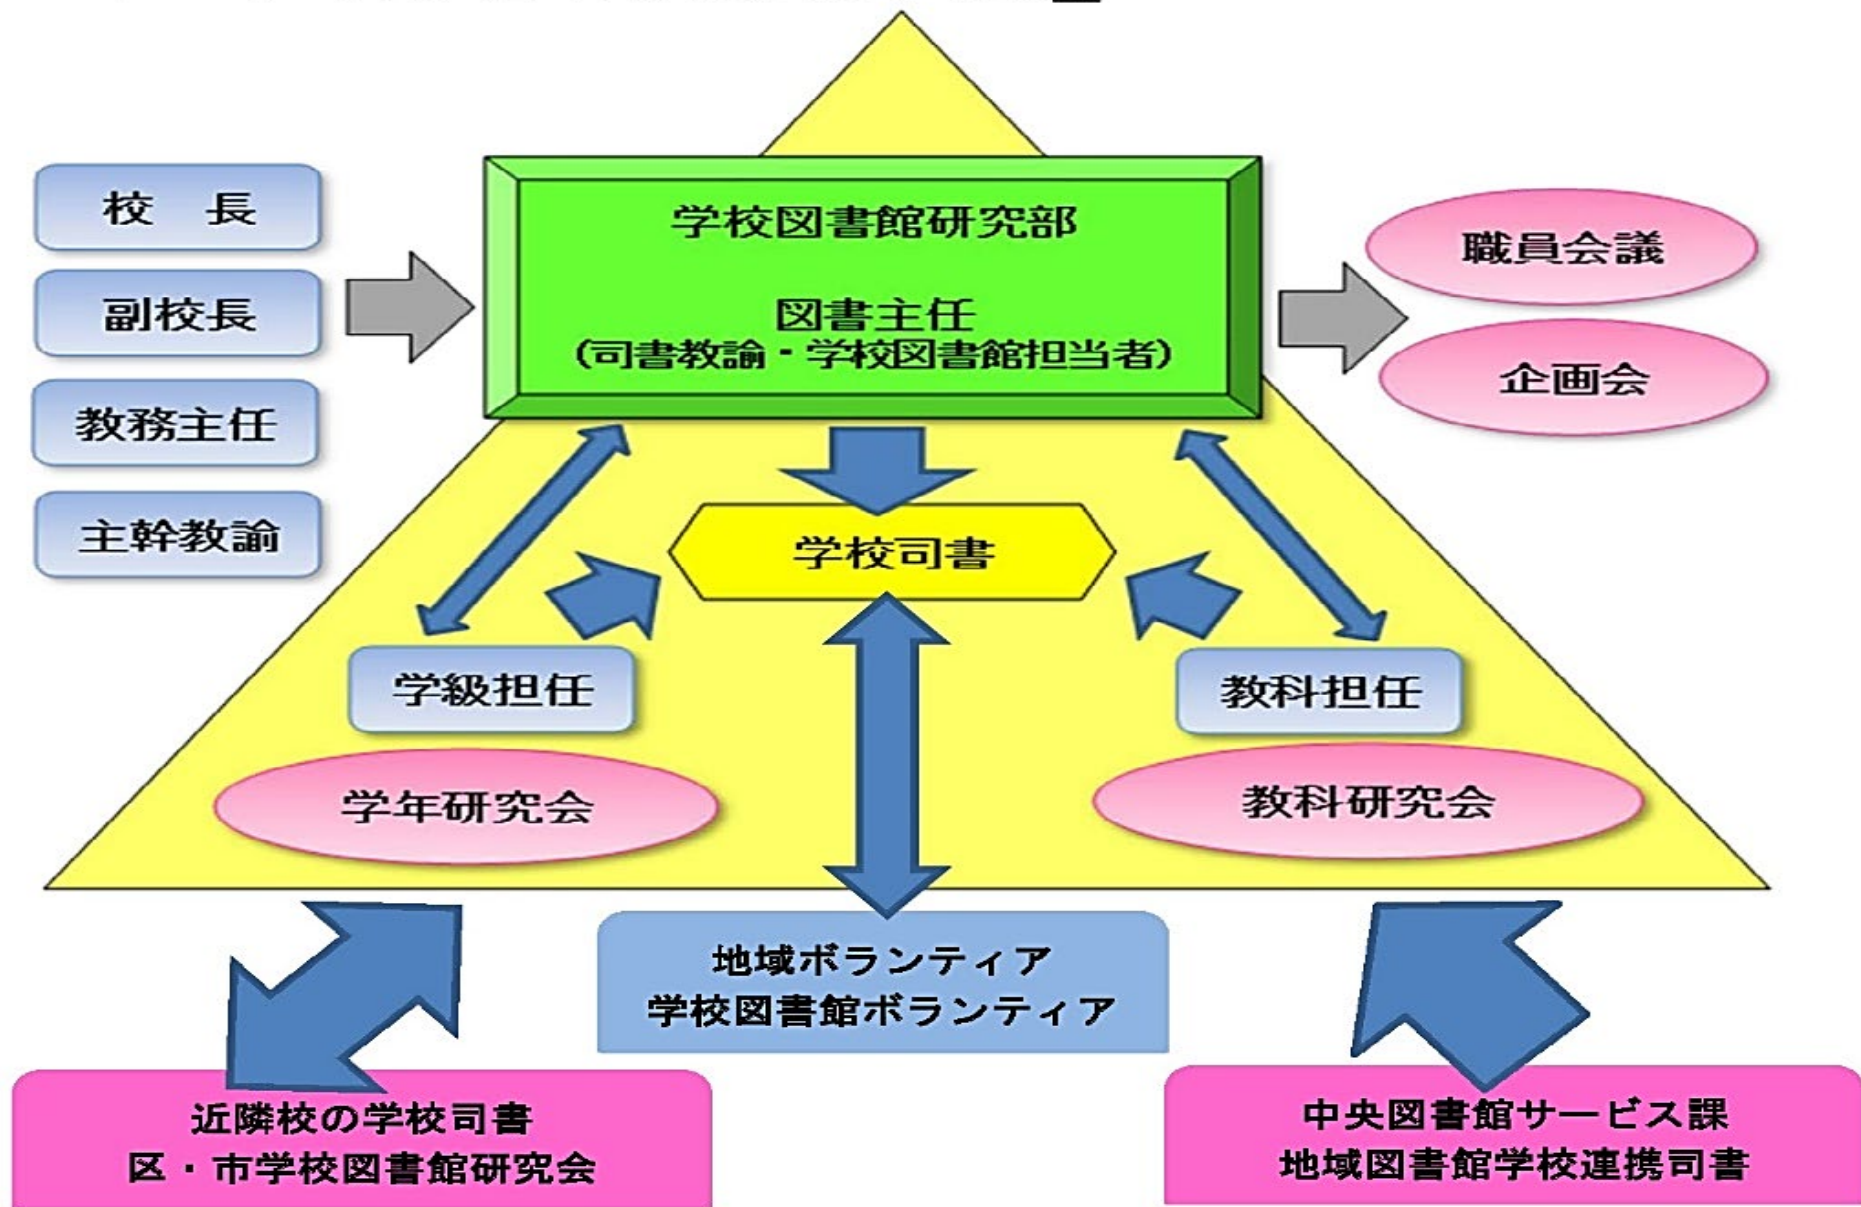 校　長
副校長
教務主任
主幹教諭
学校図書館研究部
図書主任
（司書教諭・学校図書館担当者）
職員会議
企画会
学校司書
学級担任
教科担任
学年研究会
教科研究会
地域ボランティア
学校図書館ボランティア
近隣校の学校司書
区・市学校図書館研究会
中央図書館サービス課
地域図書館学校連携司書